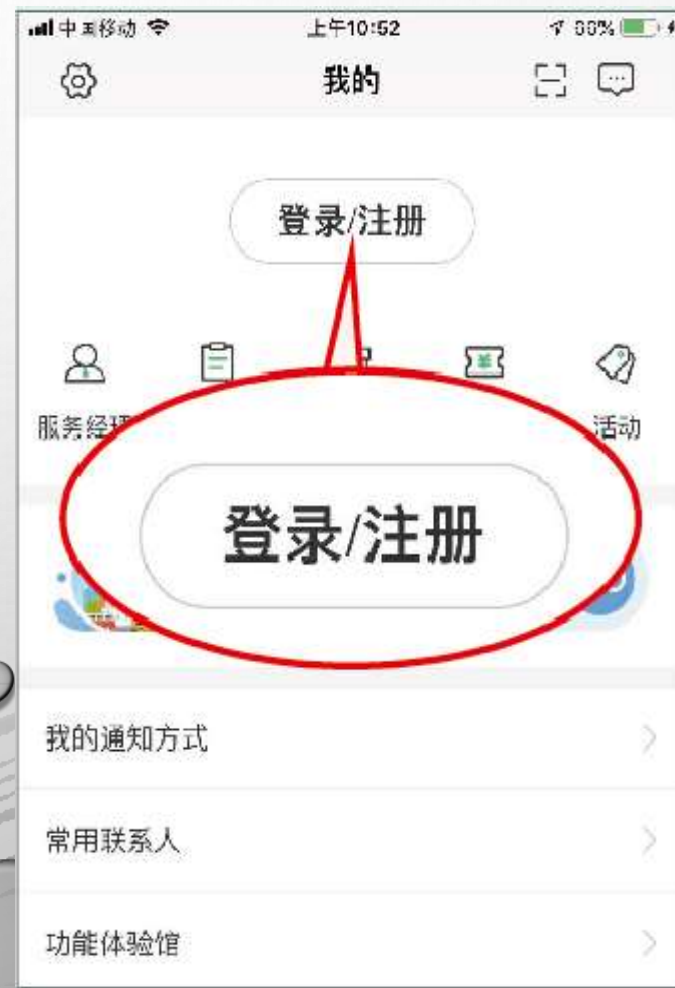 中国移动 上午10:52 66%
我的
登录/注册
服务经理 活动
登录/注册
我的通知方式
常用联系人
功能体验馆